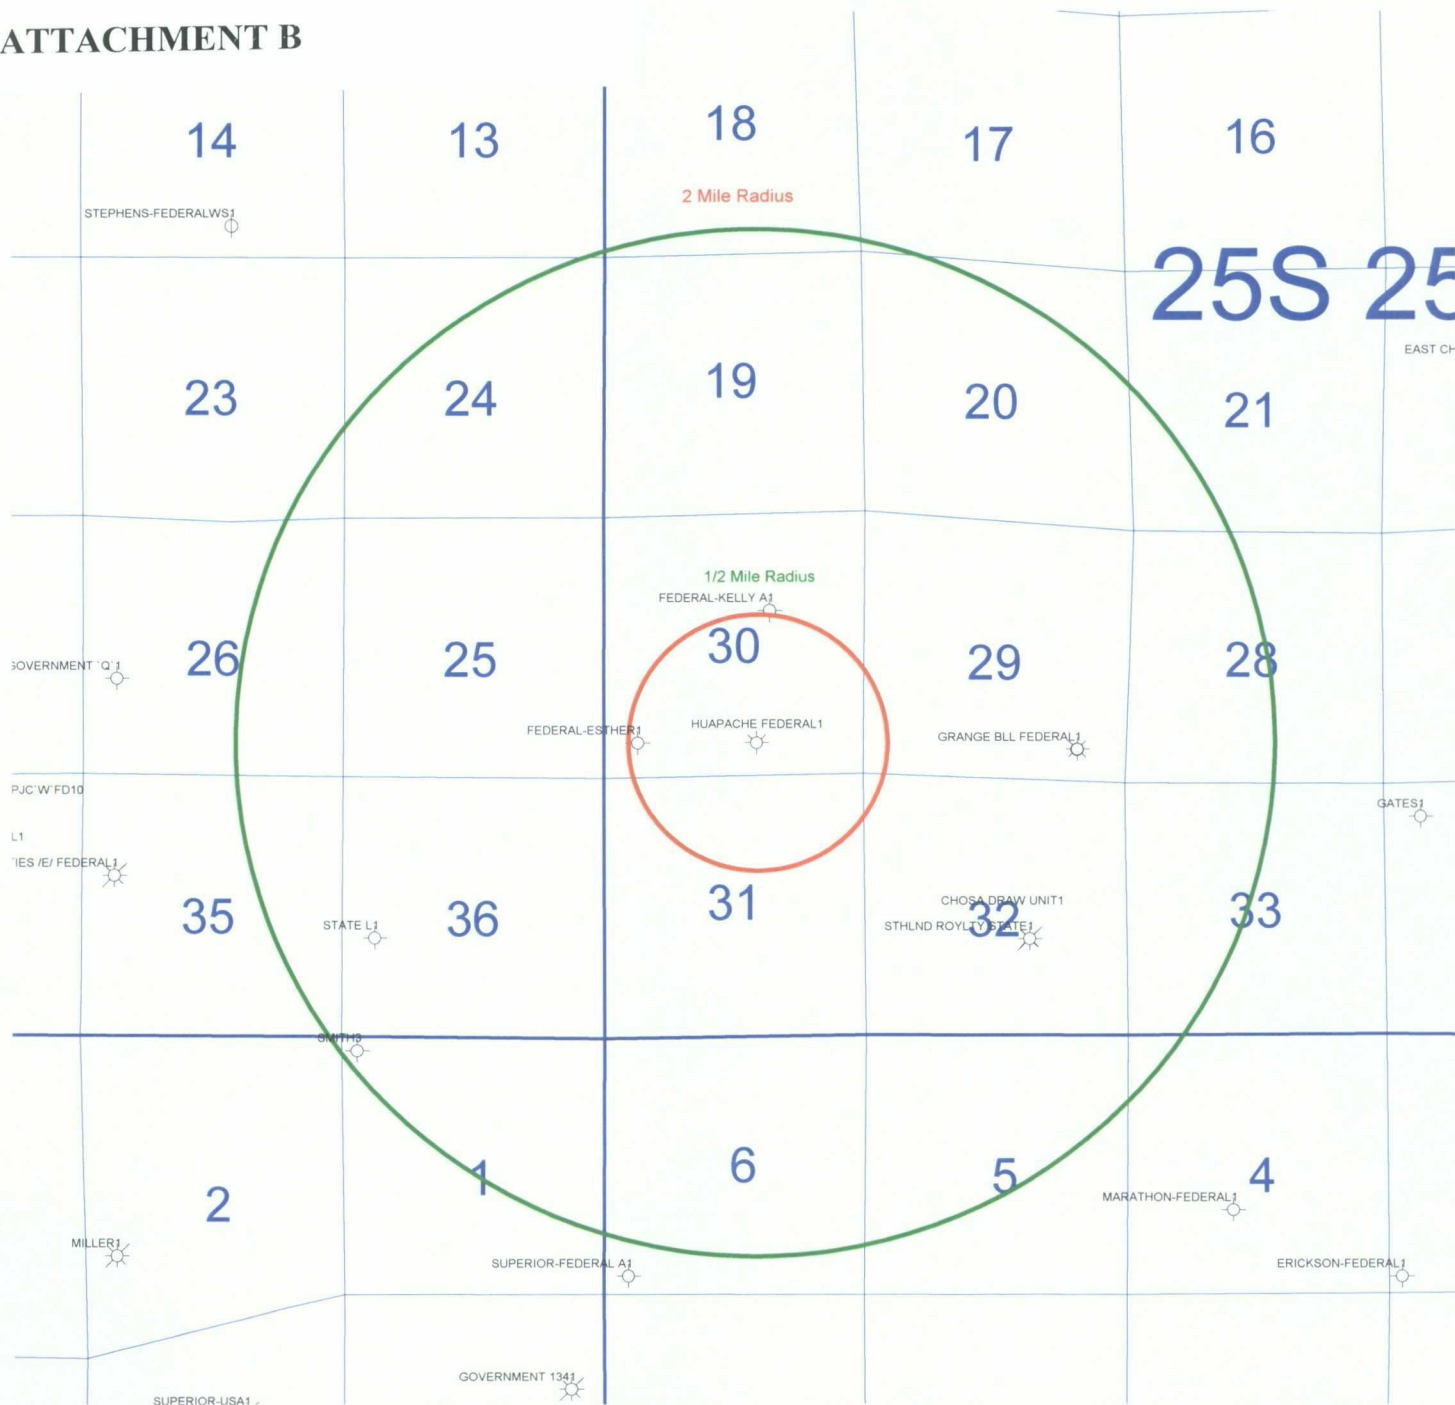 ATTACHMENT B
14 13 18 17 16
2 Mile Radius
STEPHENS-FEDERALWS1
25S 25
EAST CH
23 24 19 20 21
1/2 Mile Radius
FEDERAL-KELLY A1
26 25 30 29 28
GOVERNMENT `Q`1
FEDERAL-ESTHER1
HUAPACHE FEDERAL1
GRANGE BLL FEDERAL1
PJC`W`FD10
GATES1
L1
IES /E/ FEDERAL1
35 36 31 32 33
CHOSA DRAW UNIT1
STATE L1
STHLND ROYLTY STATE1
SMITH3
2 1 6 5 4
MARATHON-FEDERAL1
MILLER1
SUPERIOR-FEDERAL A1
ERICKSON-FEDERAL1
GOVERNMENT 1341
SUPERIOR-USA1